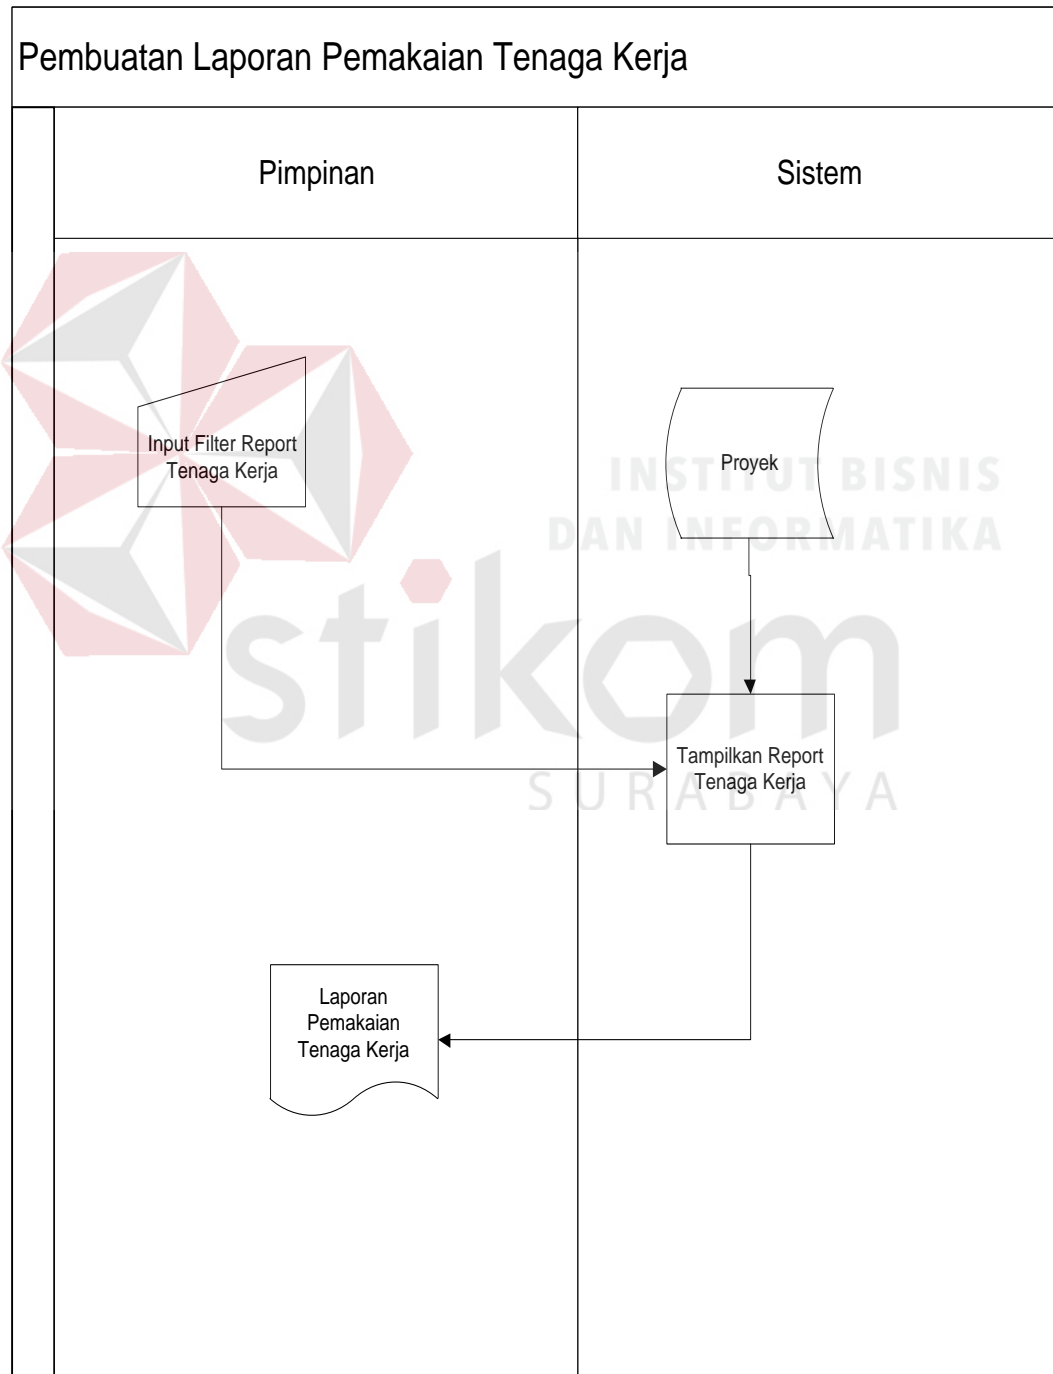 Pembuatan Laporan Pemakaian Tenaga Kerja
Pimpinan
Sistem
Input Filter Report
Tenaga Kerja
Proyek
INSTITUT BISNIS
DAN INFORMATIKA
stikom
SURABAYA
Tampilkan Report
Tenaga Kerja
Laporan
Pemakaian
Tenaga Kerja